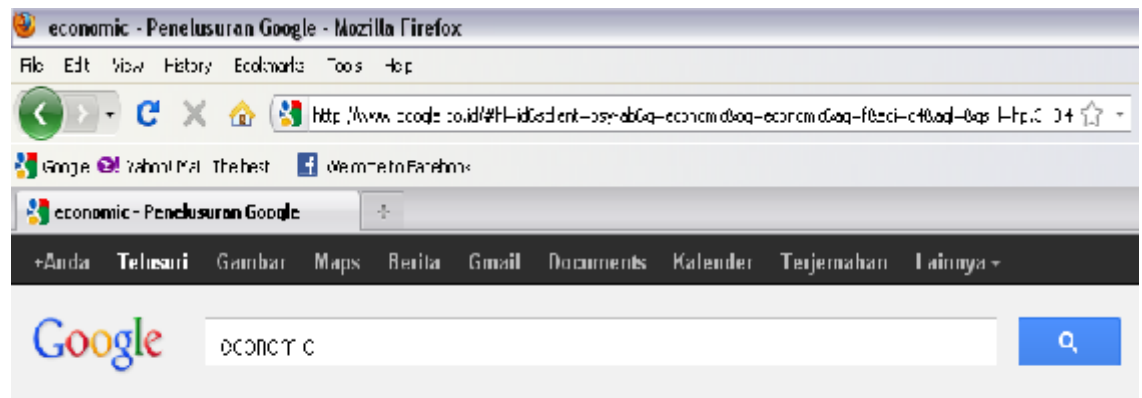 economic - Penelusuran Google - Mozilla Firefox
File Edit View History Bookmarks Tools Help
Google Yahoo! Mail The best Welcome to Facebook
economic - Penelusuran Google
+Anda Telusuri Gambar Maps Berita Gmail Documents Kalender Terjemahan Lainnya
Google economic